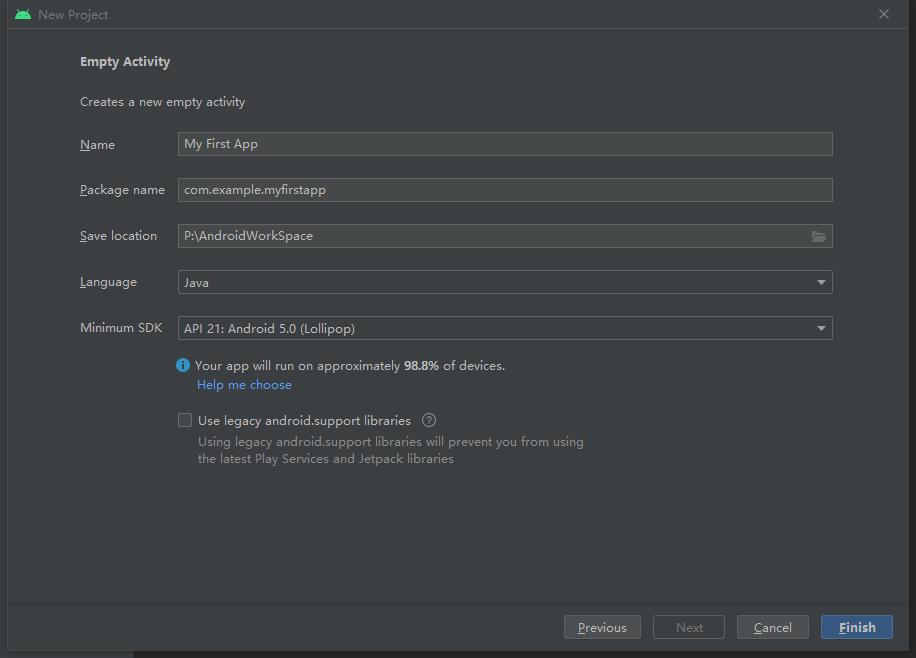 New Project
Empty Activity
Creates a new empty activity
Name My First App
Package name com.example.myfirstapp
Save location P:\AndroidWorkSpace
Language Java
Minimum SDK API 21: Android 5.0 (Lollipop)
i Your app will run on approximately 98.8% of devices.
Help me choose
Use legacy android.support libraries ?
Using legacy android.support libraries will prevent you from using
the latest Play Services and Jetpack libraries
Previous Next Cancel Finish